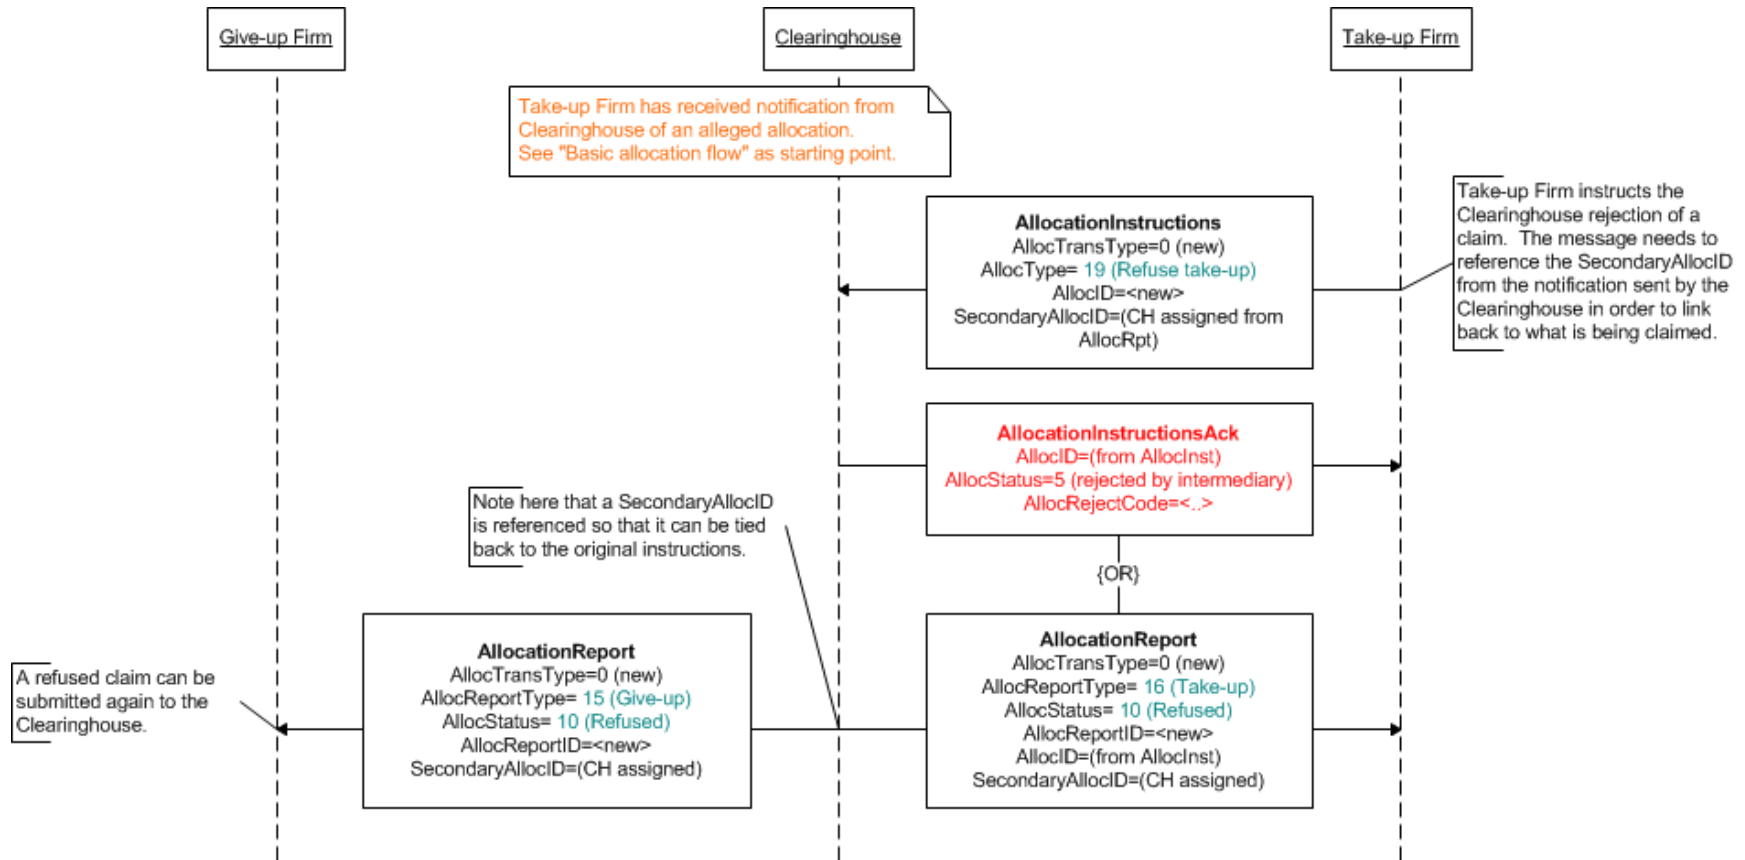 Give-up Firm
Clearinghouse
Take-up Firm
Take-up Firm has received notification from
Clearinghouse of an alleged allocation.
See "Basic allocation flow" as starting point.
AllocationInstructions
AllocTransType=0 (new)
AllocType= 19 (Refuse take-up)
AllocID=<new>
SecondaryAllocID=(CH assigned from
AllocRpt)
Take-up Firm instructs the
Clearinghouse rejection of a
claim.  The message needs to
reference the SecondaryAllocID
from the notification sent by the
Clearinghouse in order to link
back to what is being claimed.
AllocationInstructionsAck
AllocID=(from AllocInst)
AllocStatus=5 (rejected by intermediary)
AllocRejectCode=<..>
Note here that a SecondaryAllocID
is referenced so that it can be tied
back to the original instructions.
{OR}
AllocationReport
AllocTransType=0 (new)
AllocReportType= 15 (Give-up)
AllocStatus= 10 (Refused)
AllocReportID=<new>
SecondaryAllocID=(CH assigned)
AllocationReport
AllocTransType=0 (new)
AllocReportType= 16 (Take-up)
AllocStatus= 10 (Refused)
AllocReportID=<new>
AllocID=(from AllocInst)
SecondaryAllocID=(CH assigned)
A refused claim can be
submitted again to the
Clearinghouse.